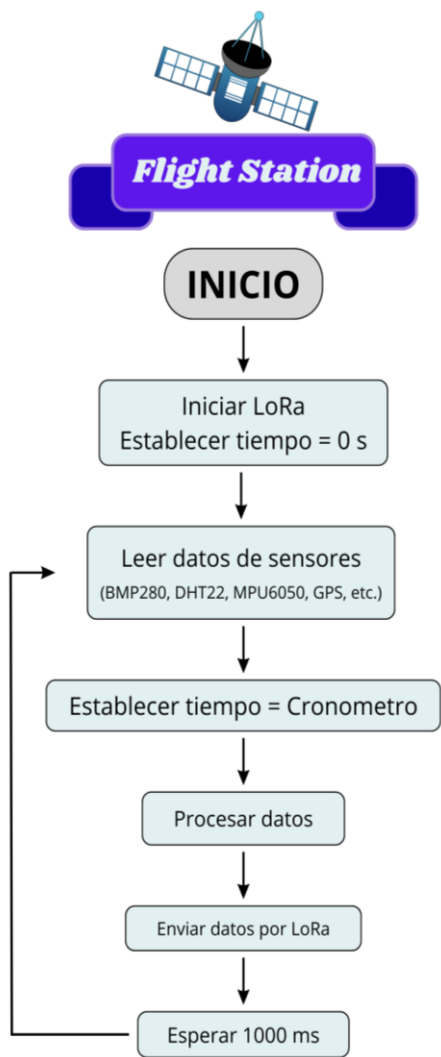 Flight Station
INICIO
Iniciar LoRa
Establecer tiempo = 0 s
Leer datos de sensores
(BMP280, DHT22, MPU6050, GPS, etc.)
Establecer tiempo = Cronometro
Procesar datos
Enviar datos por LoRa
Esperar 1000 ms